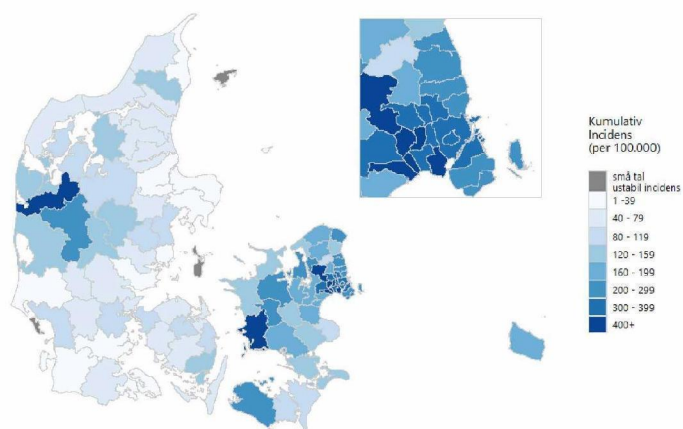 Kumulativ
Incidens
(per 100.000)
små tal
ustabil incidens
1 -39
40 - 79
80 - 119
120 - 159
160 - 199
200 - 299
300 - 399
400+